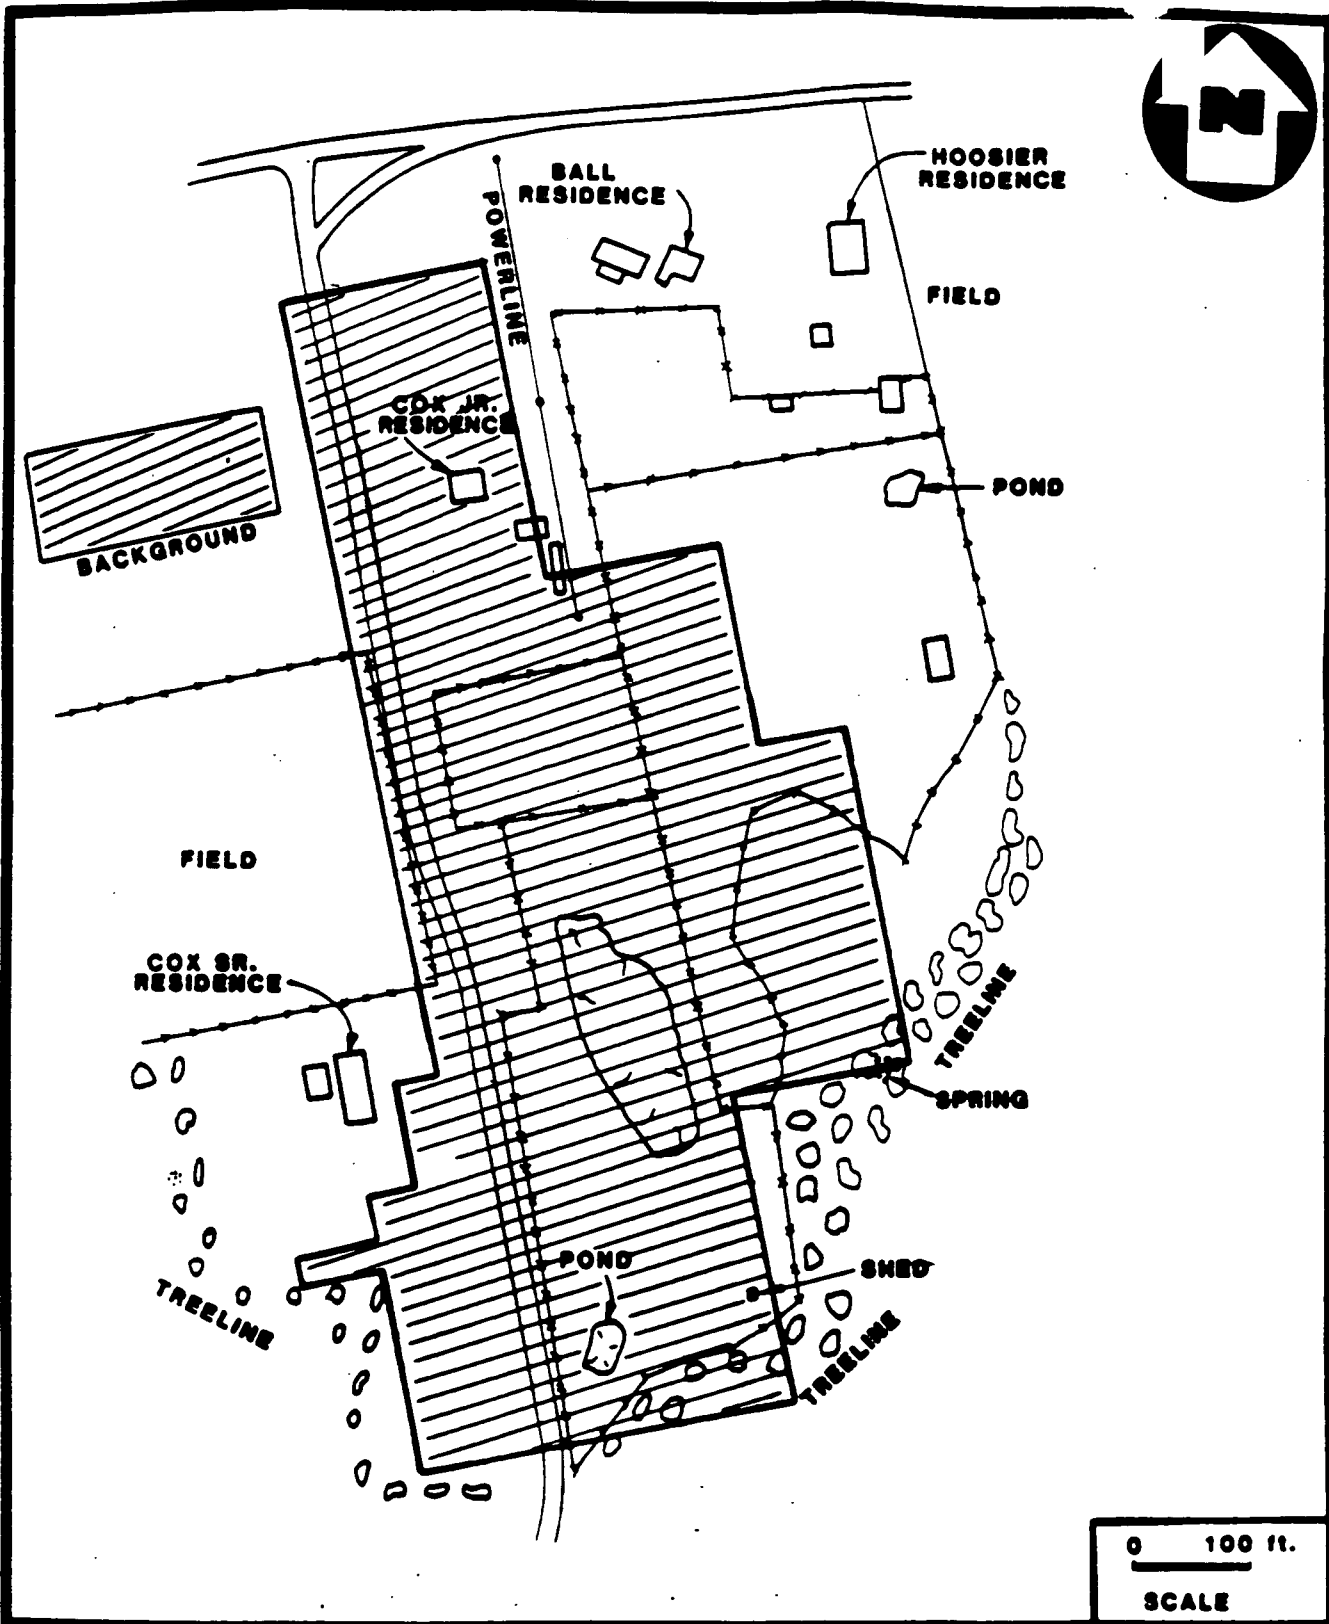 N
HOOSIER
RESIDENCE
BALL
RESIDENCE
POWERLINE
FIELD
COX JR.
RESIDENCE
POND
BACKGROUND
FIELD
COX SR.
RESIDENCE
TREELINE
SPRING
POND
SHED
TREELINE
TREELINE
0 100 ft.
SCALE